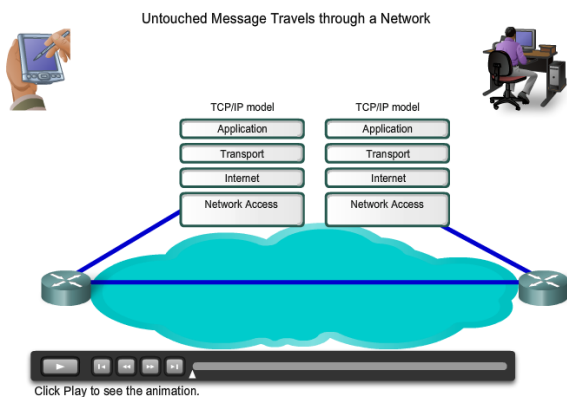 Untouched Message Travels through a Network
TCP/IP model
TCP/IP model
Application
Application
Transport
Transport
Internet
Internet
Network Access
Network Access
Click Play to see the animation.